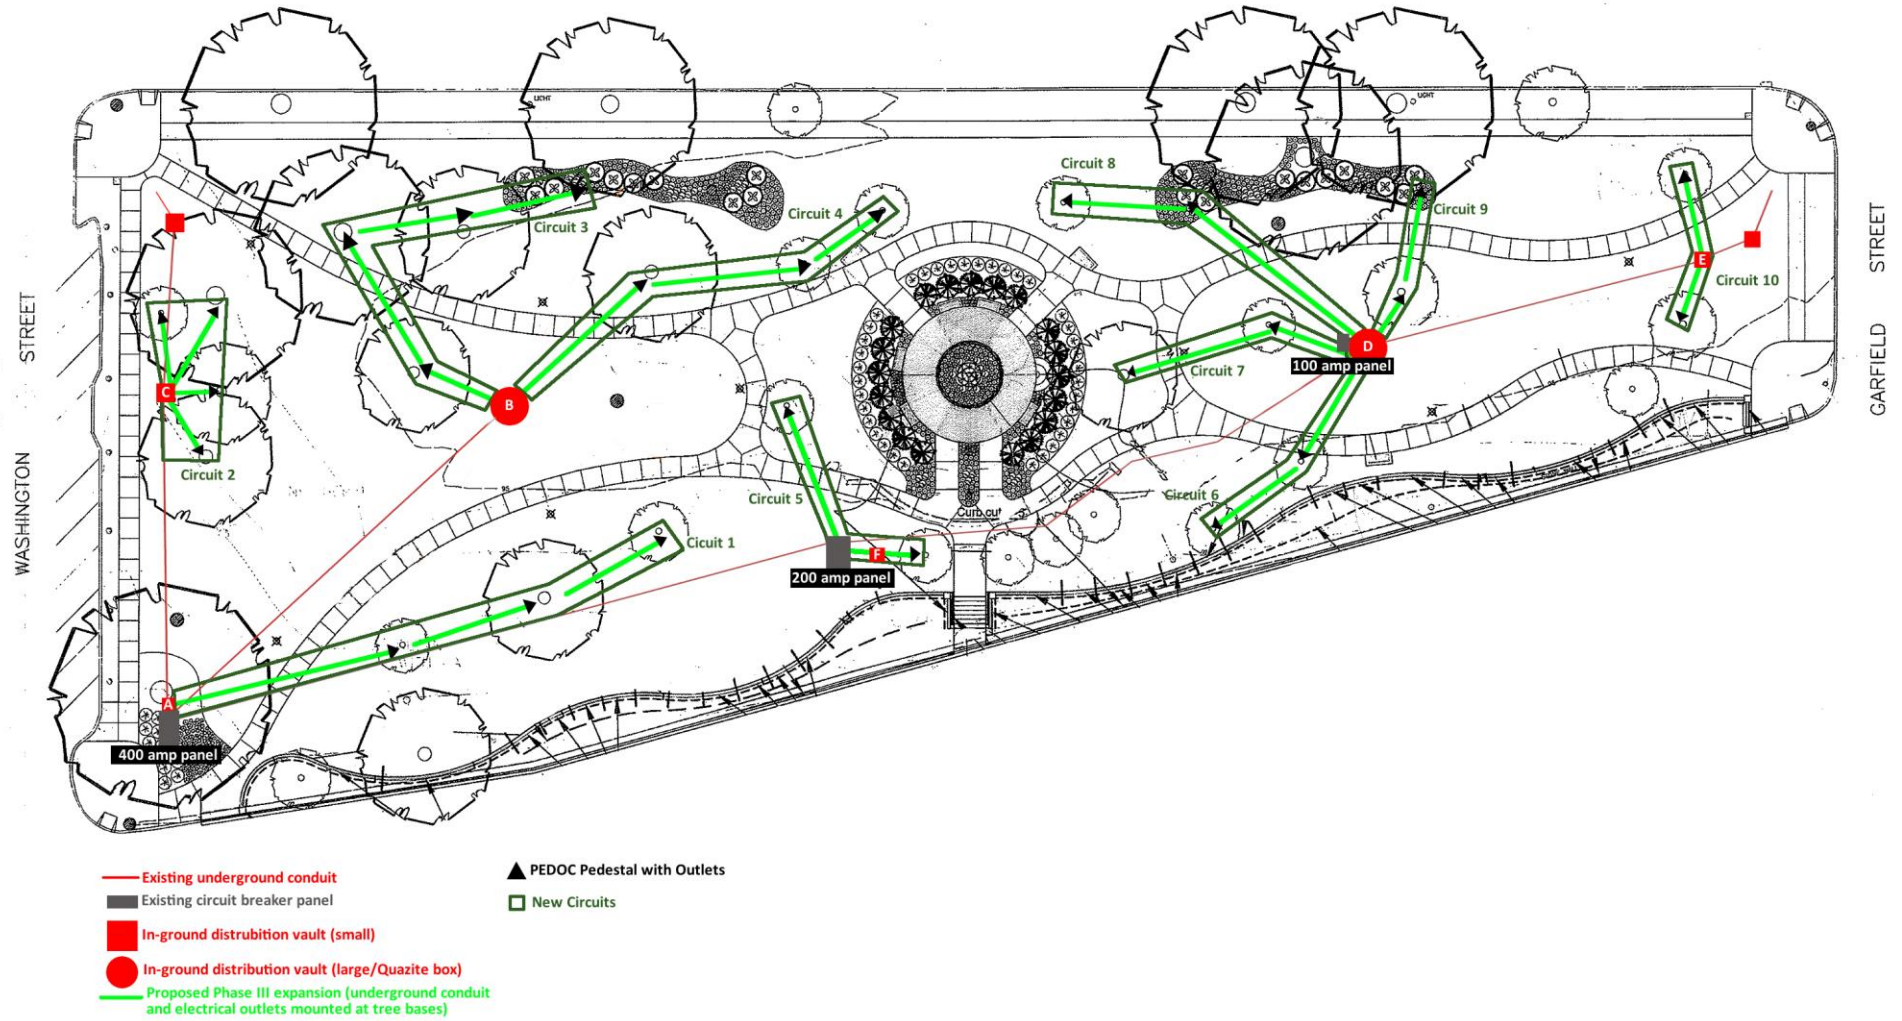 LIGHT
LIGHT
Circuit 8
Circuit 4
Circuit 9
Circuit 3
STREET
STREET
E
Circuit 10
D
100 amp panel
Circuit 7
C
B
GARFIELD
WASHINGTON
Circuit 2
95
Circuit 5
Circuit 6
Curb cut
Cicuit 1
F
200 amp panel
A
400 amp panel
Existing underground conduit
Existing circuit breaker panel
In-ground distrubition vault (small)
In-ground distribution vault (large/Quazite box)
Proposed Phase III expansion (underground conduit
and electrical outlets mounted at tree bases)
PEDOC Pedestal with Outlets
New Circuits